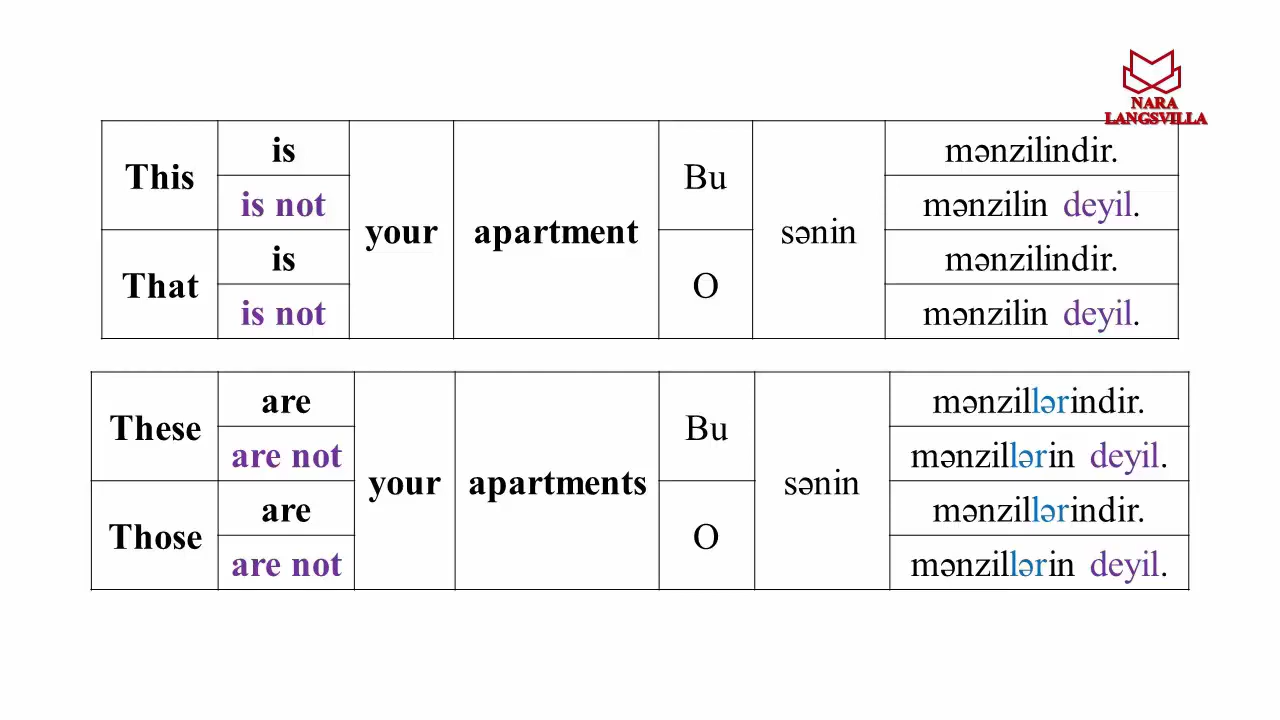 NARA
LANGSVILLA
This is your apartment Bu sənin mənzilindir.
is not mənzilin deyil.
That is O mənzilindir.
is not mənzilin deyil.
These are your apartments Bu sənin mənzillərindir.
are not mənzillərin deyil.
Those are O mənzillərindir.
are not mənzillərin deyil.